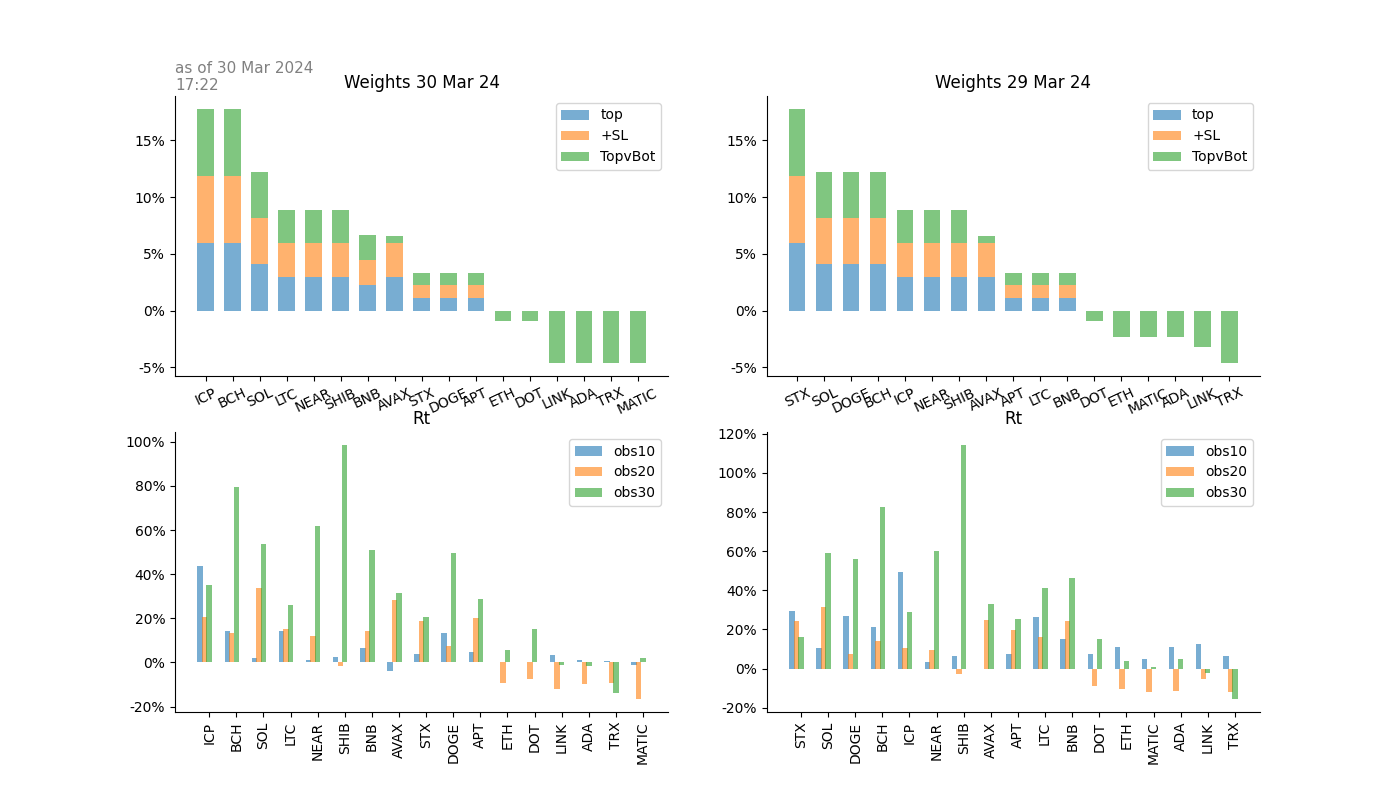 as of 30 Mar 2024
17:22
Weights 30 Mar 24
top
+SL
TopvBot
15%
10%
5%
0%
-5%
ICP BCH SOL LTC NEAR SHIB BNB AVAX STX DOGE APT ETH DOT LINK ADA TRX MATIC
Weights 29 Mar 24
top
+SL
TopvBot
15%
10%
5%
0%
-5%
STX SOL DOGE BCH ICP NEAR SHIB AVAX APT LTC BNB DOT ETH MATIC ADA LINK TRX
Rt
obs10
obs20
obs30
100%
80%
60%
40%
20%
0%
-20%
ICP BCH SOL LTC NEAR SHIB BNB AVAX STX DOGE APT ETH DOT LINK ADA TRX MATIC
Rt
obs10
obs20
obs30
120%
100%
80%
60%
40%
20%
0%
-20%
STX SOL DOGE BCH ICP NEAR SHIB AVAX APT LTC BNB DOT ETH MATIC ADA LINK TRX